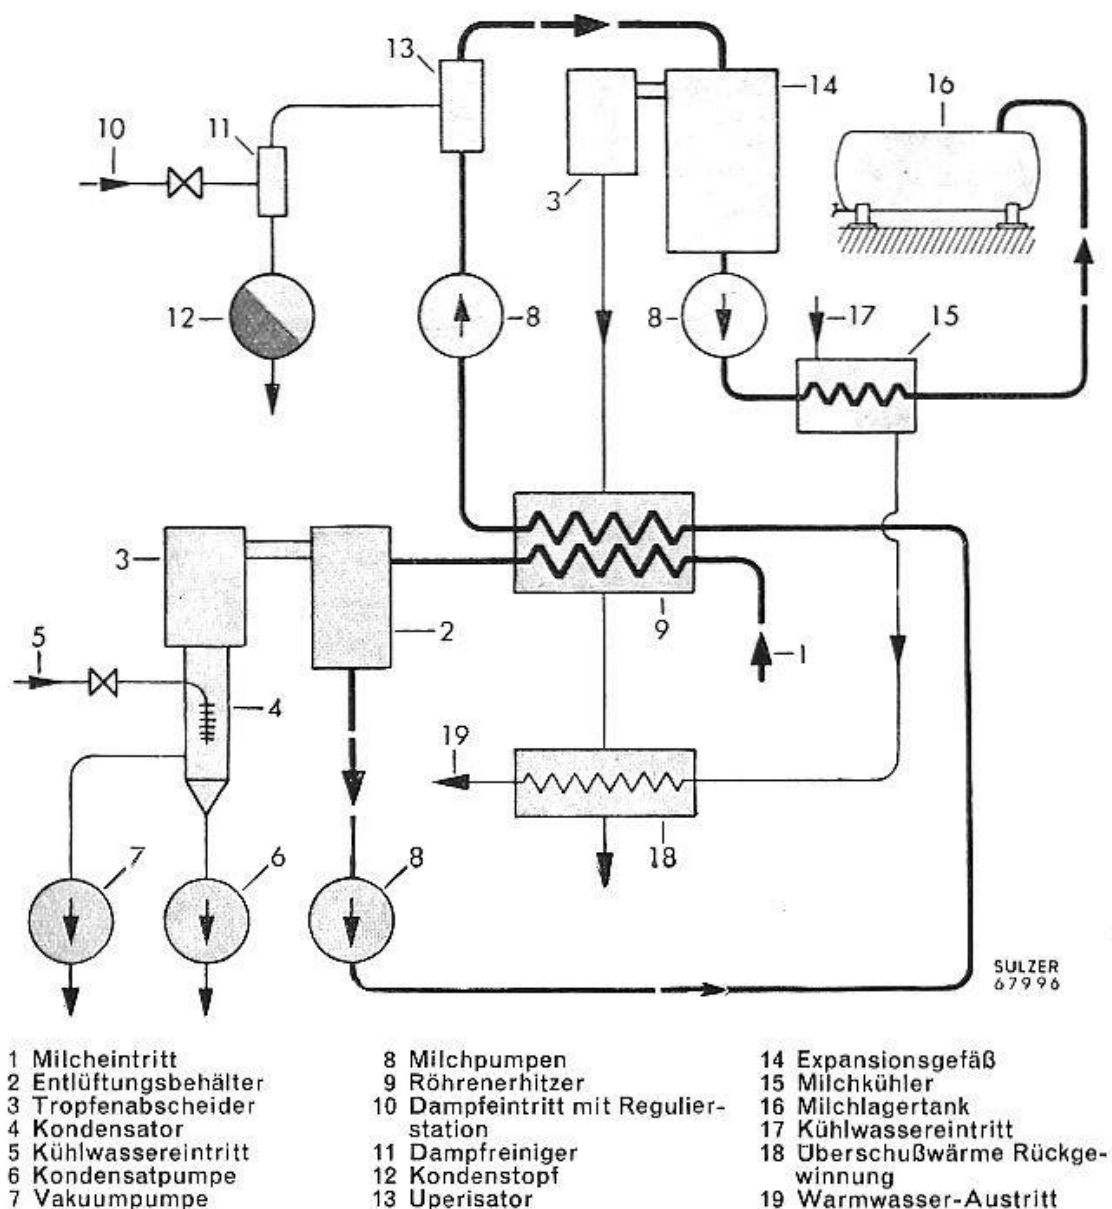 13
14
16
10
11
3
12
8
8
17
15
3
2
9
1
5
4
19
7
6
8
18
SULZER
67996
1 Milcheintritt
2 Entlüftungsbehälter
3 Tropfenabscheider
4 Kondensator
5 Kühlwassereintritt
6 Kondensatpumpe
7 Vakuumpumpe
8 Milchpumpen
9 Röhrenerhitzer
10 Dampfeintritt mit Regulier-
station
11 Dampfreiniger
12 Kondenstopf
13 Uperisator
14 Expansionsgefäß
15 Milchkühler
16 Milchlagertank
17 Kühlwassereintritt
18 Überschußwärme Rückge-
winnung
19 Warmwasser-Austritt